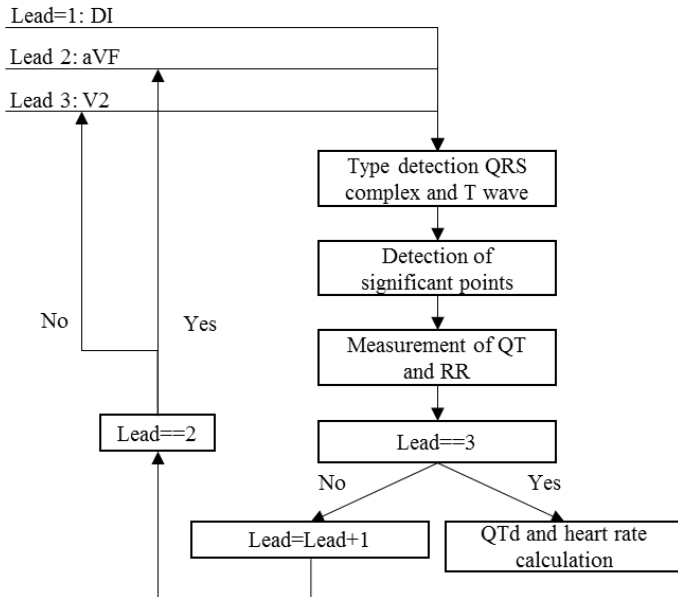 Lead=1: DI
Lead 2: aVF
Lead 3: V2
Type detection QRS
complex and T wave
Detection of
significant points
No
Yes
Measurement of QT
and RR
Lead==2
Lead==3
No
Yes
Lead=Lead+1
QTd and heart rate
calculation